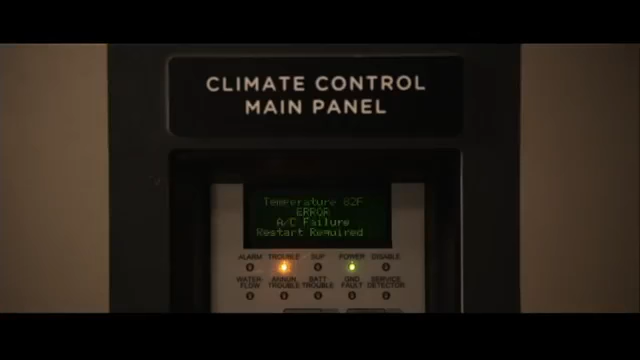 CLIMATE CONTROL
MAIN PANEL
Temperature 82F
ERROR
A/C Failure
Restart Required
ALARM TROUBLE SUP POWER DISABLE
WATER-FLOW ANNUN. TROUBLE BATT TROUBLE GND FAULT SERVICE DETECTOR